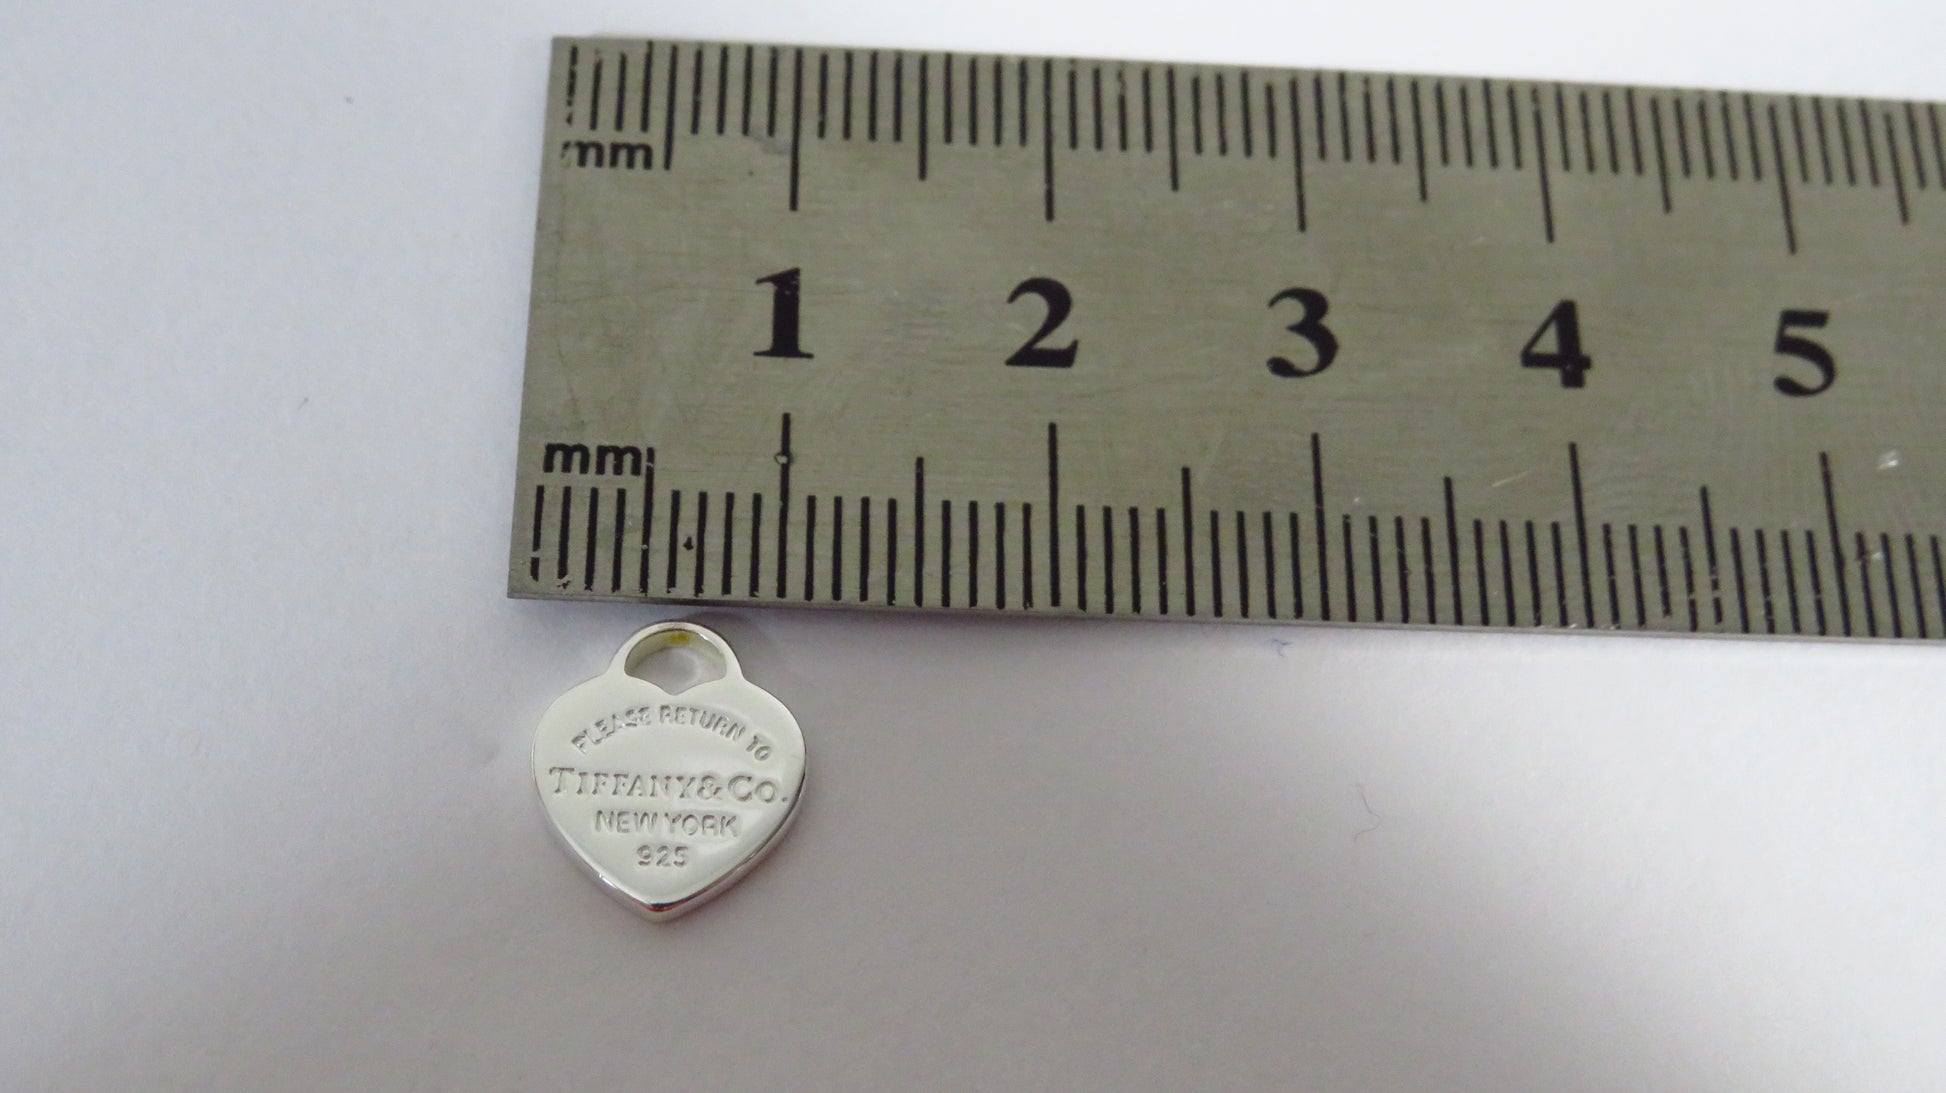 mm
1 2 3 4 5
mm
PLEASE RETURN TO
TIFFANY & CO.
NEW YORK
925